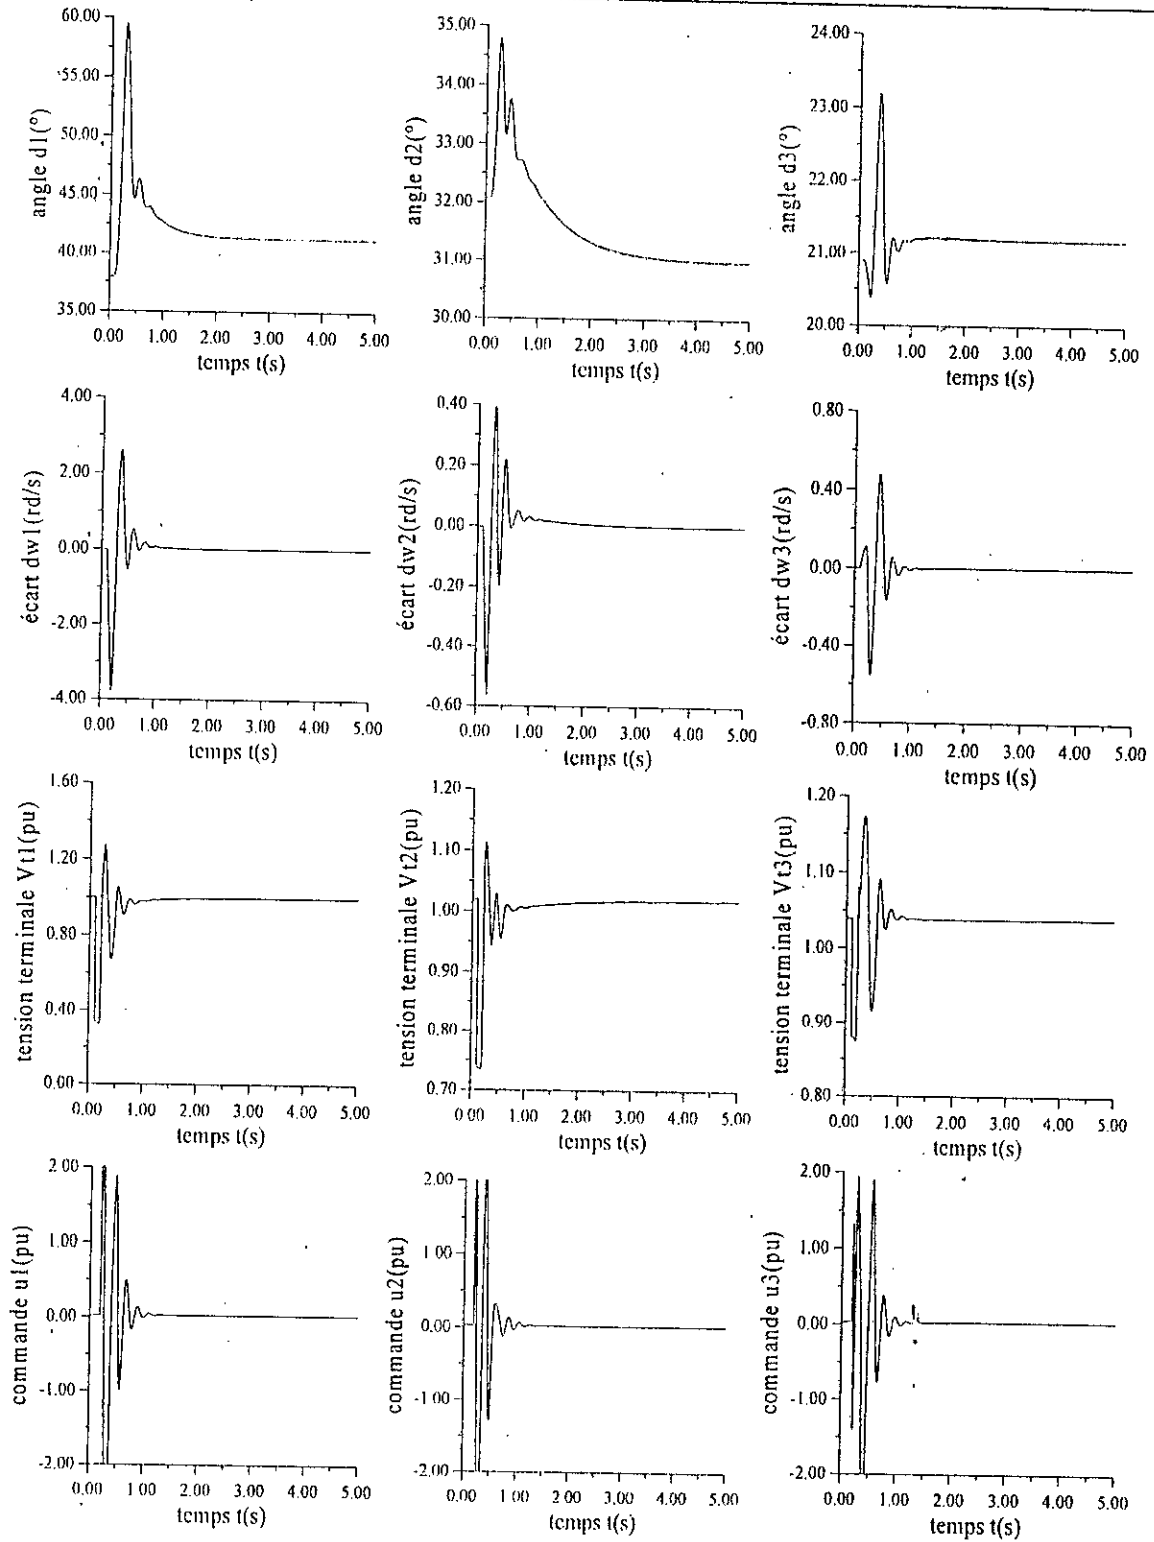 60.00
55.00
50.00
45.00
40.00
35.00
angle d1(°)
0.00 1.00 2.00 3.00 4.00 5.00
temps t(s)
35.00
34.00
33.00
32.00
31.00
30.00
angle d2(°)
0.00 1.00 2.00 3.00 4.00 5.00
temps t(s)
24.00
23.00
22.00
21.00
20.00
angle d3(°)
0.00 1.00 2.00 3.00 4.00 5.00
temps t(s)
4.00
2.00
0.00
-2.00
-4.00
écart dw1(rd/s)
0.00 1.00 2.00 3.00 4.00 5.00
temps t(s)
0.40
0.20
0.00
-0.20
-0.40
-0.60
écart dw2(rd/s)
0.00 1.00 2.00 3.00 4.00 5.00
temps t(s)
0.80
0.40
0.00
-0.40
-0.80
écart dw3(rd/s)
0.00 1.00 2.00 3.00 4.00 5.00
temps t(s)
1.60
1.20
0.80
0.40
0.00
tension terminale Vt1(pu)
0.00 1.00 2.00 3.00 4.00 5.00
temps t(s)
1.20
1.10
1.00
0.90
0.80
0.70
tension terminale Vt2(pu)
0.00 1.00 2.00 3.00 4.00 5.00
temps t(s)
1.20
1.10
1.00
0.90
0.80
tension terminale Vt3(pu)
0.00 1.00 2.00 3.00 4.00 5.00
temps t(s)
2.00
1.00
0.00
-1.00
-2.00
commande u1(pu)
0.00 1.00 2.00 3.00 4.00 5.00
temps t(s)
2.00
1.00
0.00
-1.00
-2.00
commande u2(pu)
0.00 1.00 2.00 3.00 4.00 5.00
temps t(s)
2.00
1.00
0.00
-1.00
-2.00
commande u3(pu)
0.00 1.00 2.00 3.00 4.00 5.00
temps t(s)